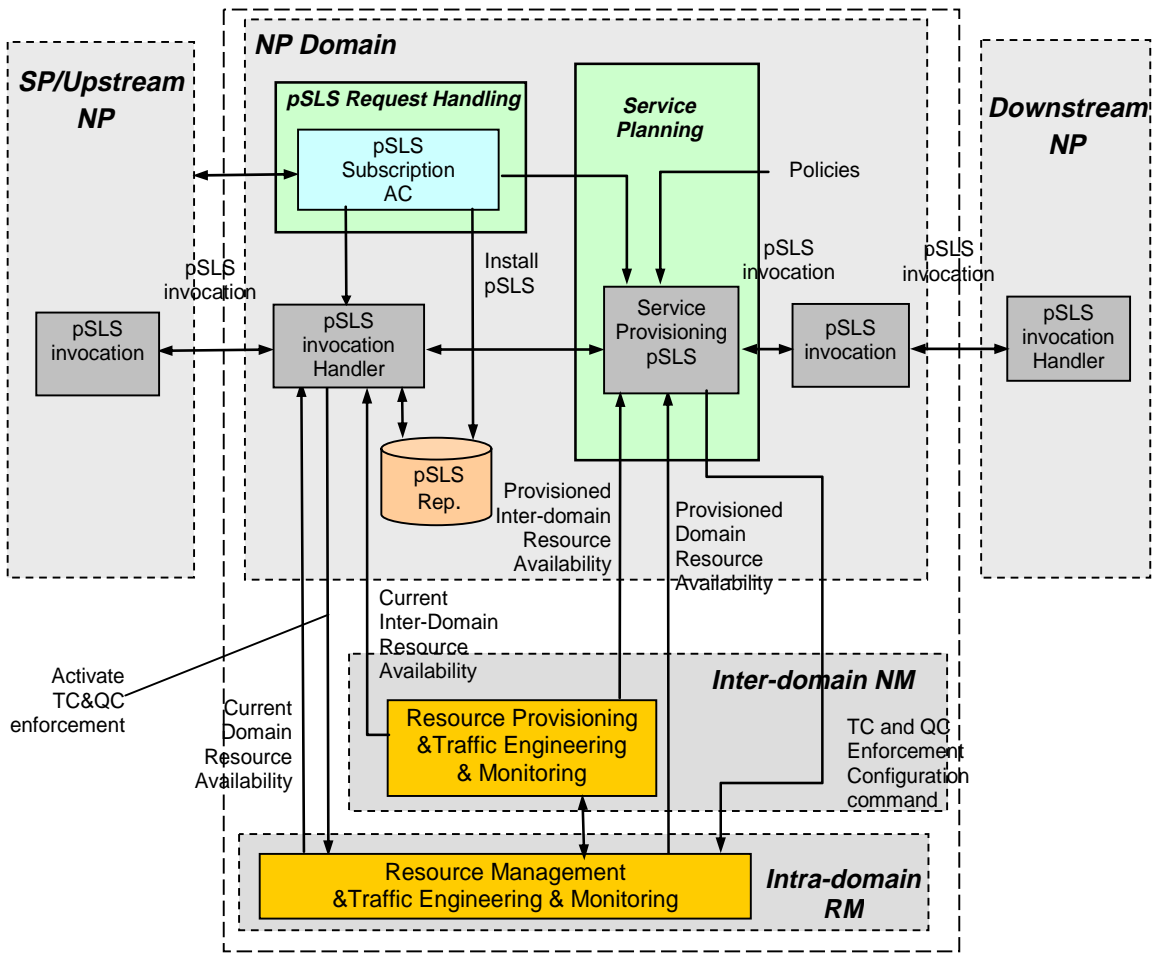 NP Domain
SP/Upstream
NP
pSLS Request Handling
Service
Planning
Downstream
NP
pSLS
Subscription
AC
Policies
Install
pSLS
pSLS
invocation
pSLS
invocation
pSLS
invocation
pSLS
invocation
pSLS
invocation
Handler
Service
Provisioning
pSLS
pSLS
invocation
pSLS
invocation
Handler
pSLS
Rep.
Provisioned
Inter-domain
Resource
Availability
Provisioned
Domain
Resource
Availability
Current
Inter-Domain
Resource
Availability
Activate
TC&QC
enforcement
Current
Domain
Resource
Availability
Inter-domain NM
Resource Provisioning
&Traffic Engineering
& Monitoring
TC and QC
Enforcement
Configuration
command
Resource Management
&Traffic Engineering & Monitoring
Intra-domain
RM